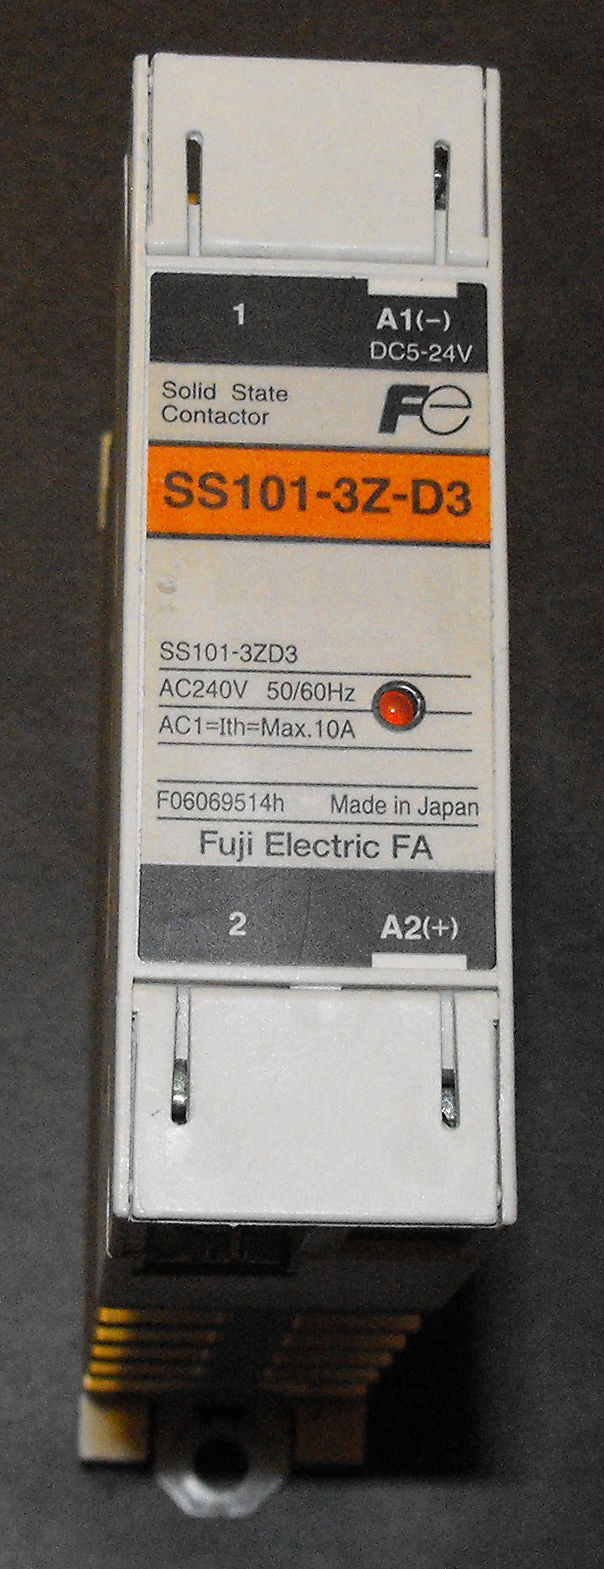 1 A1(-)
DC5-24V
Solid State
Contactor
Fe
SS101-3Z-D3
SS101-3ZD3
AC240V 50/60Hz
AC1=Ith=Max.10A
F06069514h Made in Japan
Fuji Electric FA
2 A2(+)